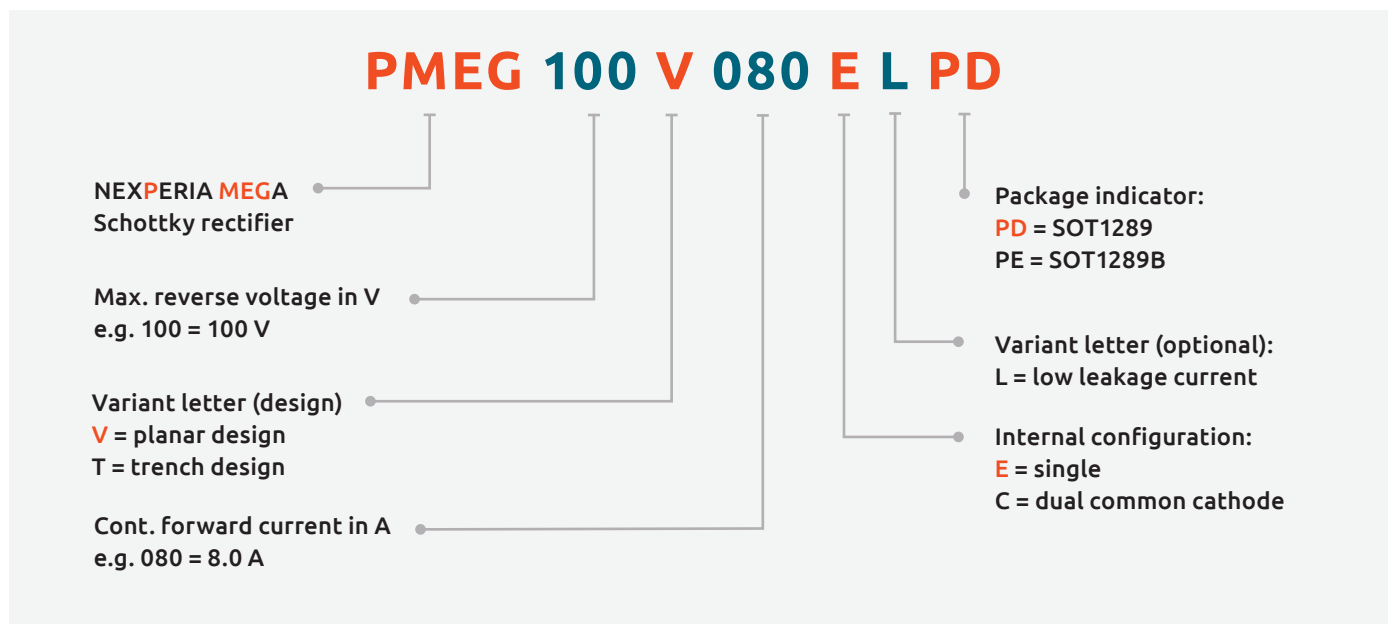 PMEG 100 V 080 E L PD
NEXPERIA MEGA
Schottky rectifier
Max. reverse voltage in V
e.g. 100 = 100 V
Variant letter (design)
V = planar design
T = trench design
Cont. forward current in A
e.g. 080 = 8.0 A
Package indicator:
PD = SOT1289
PE = SOT1289B
Variant letter (optional):
L = low leakage current
Internal configuration:
E = single
C = dual common cathode